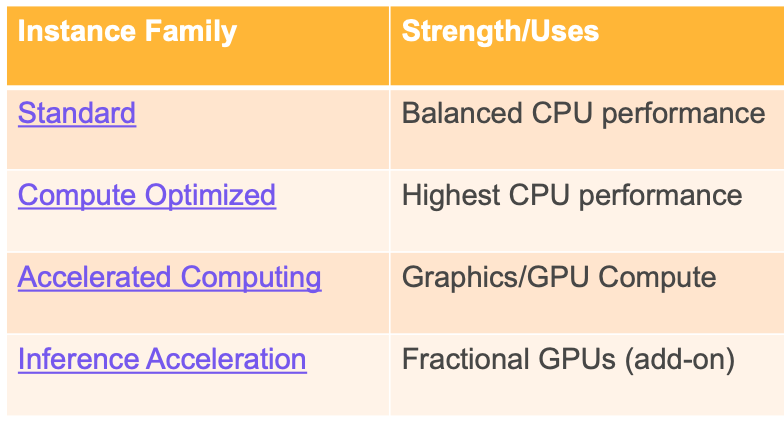 Instance Family
Strength/Uses
Standard
Balanced CPU performance
Compute Optimized
Highest CPU performance
Accelerated Computing
Graphics/GPU Compute
Inference Acceleration
Fractional GPUs (add-on)